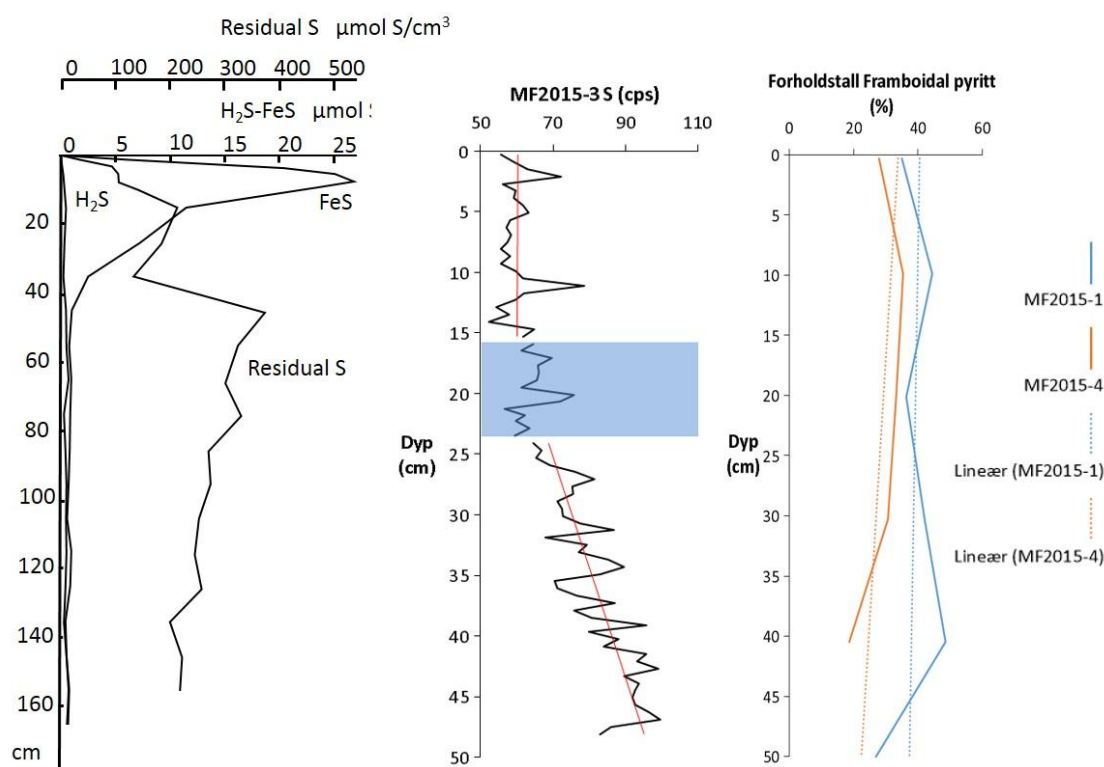 Residual S μmol S/cm³
0 100 200 300 400 500
H₂S-FeS μmol S
0 5 10 15 20 25
H₂S
FeS
Residual S
20
40
60
80
100
120
140
160
cm
MF2015-3 S (cps)
50 70 90 110
0
5
10
15
20
25
30
35
40
45
50
Dyp
(cm)
Forholdstall Framboidal pyritt
(%)
0 20 40 60
0
5
10
15
20
25
30
35
40
45
50
Dyp
(cm)
MF2015-1
MF2015-4
Lineær (MF2015-1)
Lineær (MF2015-4)